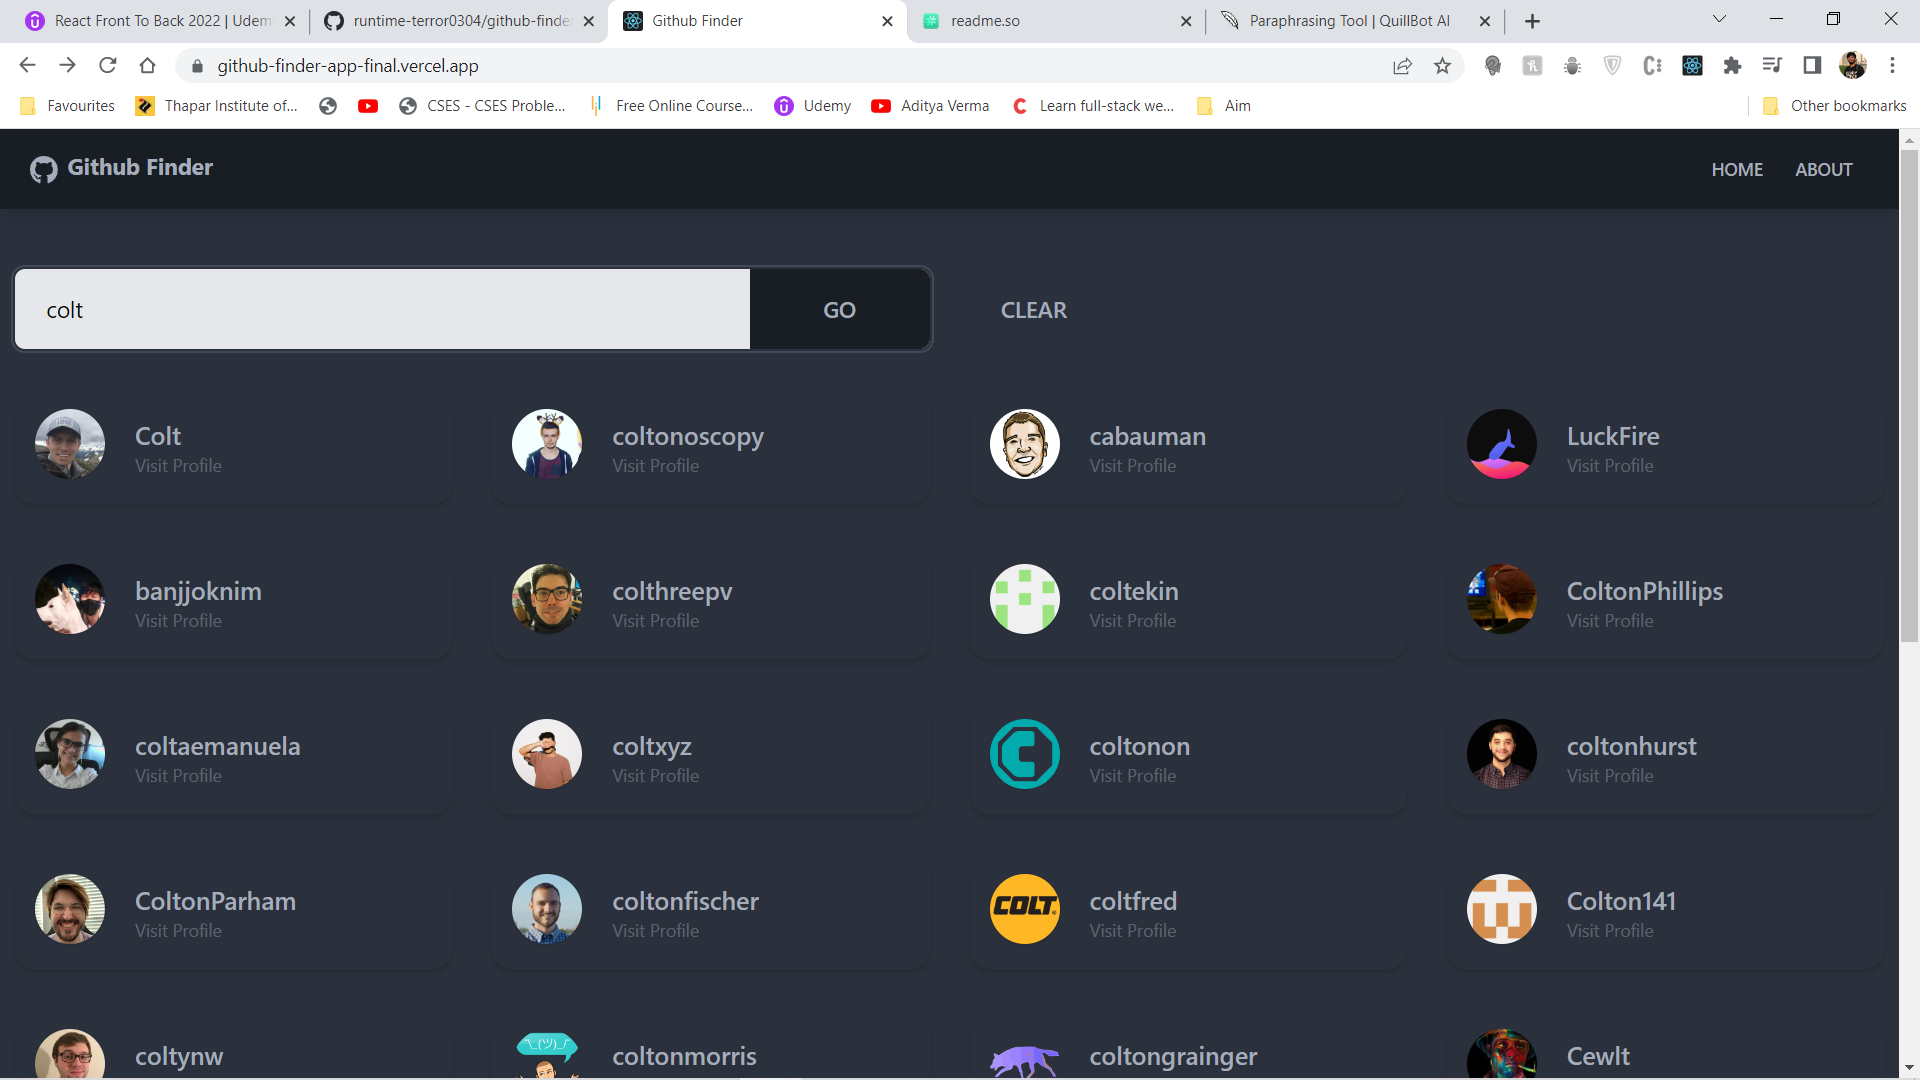 React Front To Back 2022 | Udem
runtime-terror0304/github-finde
Github Finder
readme.so
Paraphrasing Tool | QuillBot AI
github-finder-app-final.vercel.app
Favourites
Thapar Institute of...
CSES - CSES Proble...
Free Online Course...
Udemy
Aditya Verma
Learn full-stack we...
Aim
Other bookmarks
Github Finder
HOME
ABOUT
colt
GO
CLEAR
Colt
Visit Profile
coltonoscopy
Visit Profile
cabauman
Visit Profile
LuckFire
Visit Profile
banjjoknim
Visit Profile
colthreepv
Visit Profile
coltekin
Visit Profile
ColtonPhillips
Visit Profile
coltaemanuela
Visit Profile
coltxyz
Visit Profile
coltonon
Visit Profile
coltonhurst
Visit Profile
ColtonParham
Visit Profile
coltonfischer
Visit Profile
COLT
coltfred
Visit Profile
Colton141
Visit Profile
coltynw
¯\_(ツ)_/¯
coltonmorris
coltongrainger
Cewlt